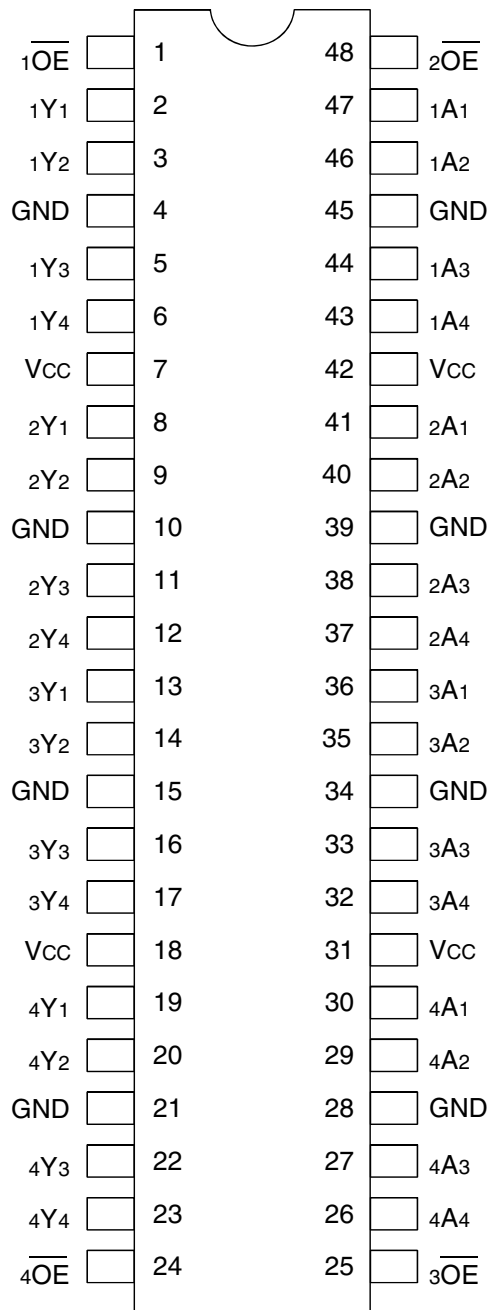 1O̅E̅ 1 48 2O̅E̅
1Y1 2 47 1A1
1Y2 3 46 1A2
GND 4 45 GND
1Y3 5 44 1A3
1Y4 6 43 1A4
VCC 7 42 VCC
2Y1 8 41 2A1
2Y2 9 40 2A2
GND 10 39 GND
2Y3 11 38 2A3
2Y4 12 37 2A4
3Y1 13 36 3A1
3Y2 14 35 3A2
GND 15 34 GND
3Y3 16 33 3A3
3Y4 17 32 3A4
VCC 18 31 VCC
4Y1 19 30 4A1
4Y2 20 29 4A2
GND 21 28 GND
4Y3 22 27 4A3
4Y4 23 26 4A4
4O̅E̅ 24 25 3O̅E̅